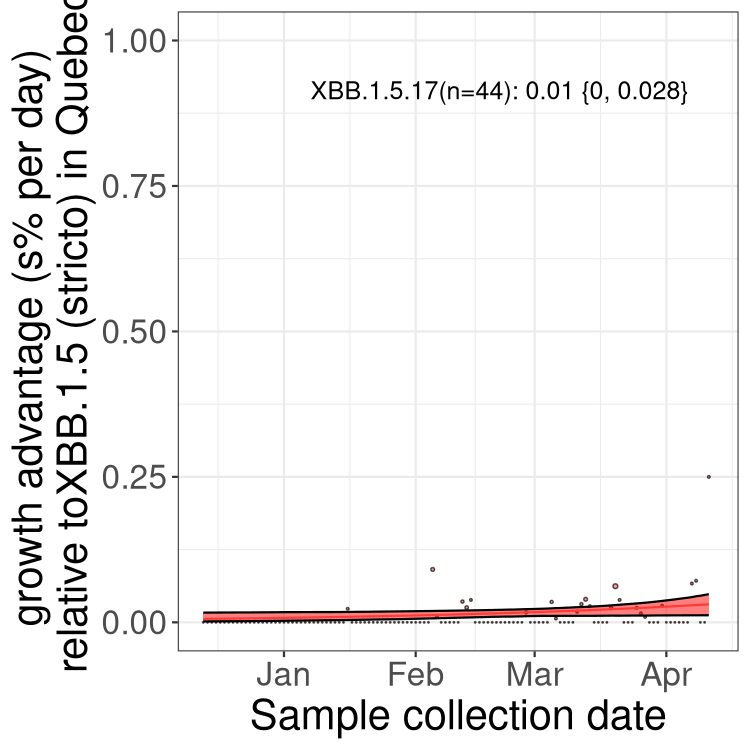 growth advantage (s% per day)
relative toXBB.1.5 (stricto) in Quebec
1.00
0.75
0.50
0.25
0.00
XBB.1.5.17(n=44): 0.01 {0, 0.028}
Jan Feb Mar Apr
Sample collection date